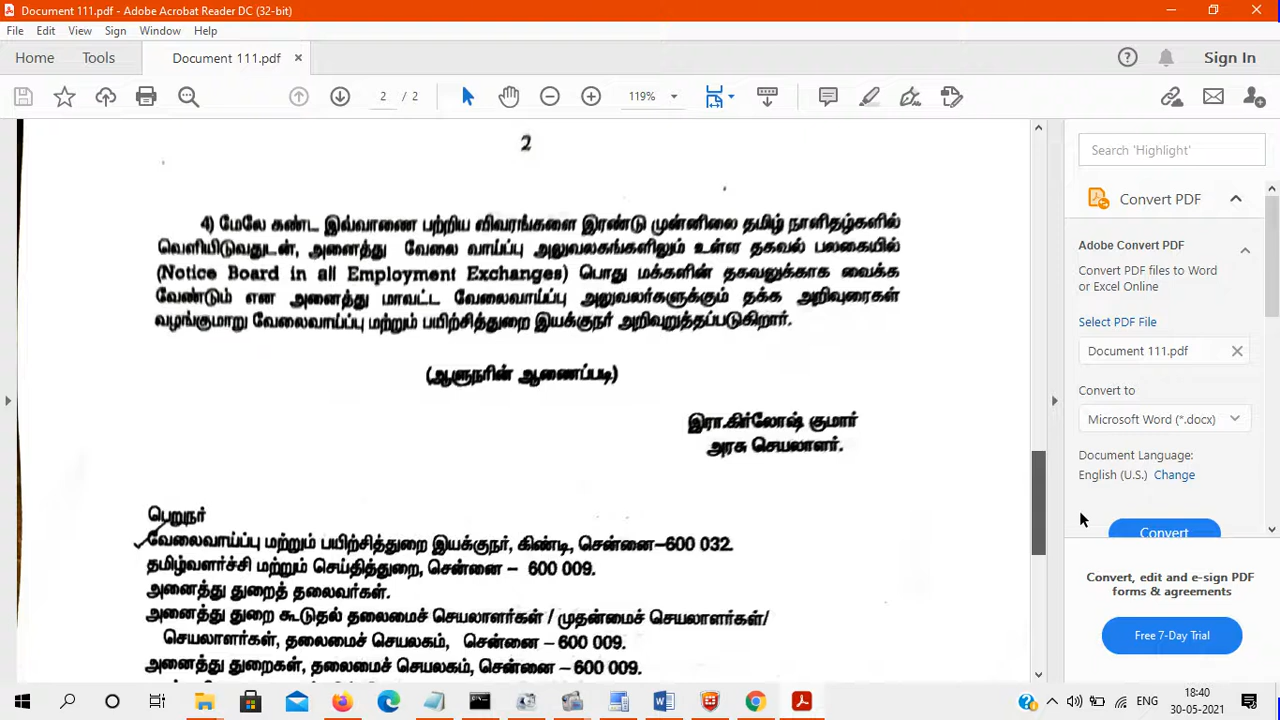 Document 111.pdf - Adobe Acrobat Reader DC (32-bit)
File Edit View Sign Window Help
Home Tools Document 111.pdf × Sign In
2 / 2 119%
2
4) மேலே கண்ட இவ்வாணை பற்றிய விவரங்களை இரண்டு முன்னிலை தமிழ் நாளிதழ்களில்
வெளியிடுவதுடன், அனைத்து வேலை வாய்ப்பு அலுவலகங்களிலும் உள்ள தகவல் பலகையில்
(Notice Board in all Employment Exchanges) பொது மக்களின் தகவலுக்காக வைக்க
வேண்டும் என அனைத்து மாவட்ட வேலைவாய்ப்பு அலுவலர்களுக்கும் தக்க அறிவுரைகள்
வழங்குமாறு வேலைவாய்ப்பு மற்றும் பயிற்சித்துறை இயக்குநர் அறிவுறுத்தப்படுகிறார்.
(ஆளுநரின் ஆணைப்படி)
இரா.கிர்லோஷ் குமார்
அரசு செயலாளர்.
பெறுநர்
வேலைவாய்ப்பு மற்றும் பயிற்சித்துறை இயக்குநர், கிண்டி, சென்னை–600 032.
தமிழ்வளர்ச்சி மற்றும் செய்தித்துறை, சென்னை – 600 009.
அனைத்து துறைத் தலைவர்கள்.
அனைத்து துறை கூடுதல் தலைமைச் செயலாளர்கள் / முதன்மைச் செயலாளர்கள்/
செயலாளர்கள், தலைமைச் செயலகம், சென்னை – 600 009.
அனைத்து துறைகள், தலைமைச் செயலகம், சென்னை – 600 009.
Search 'Highlight'
Convert PDF
Adobe Convert PDF
Convert PDF files to Word
or Excel Online
Select PDF File
Document 111.pdf
Convert to
Microsoft Word (*.docx)
Document Language:
English (U.S.) Change
Convert
Convert, edit and e-sign PDF
forms & agreements
Free 7-Day Trial
ENG
8:40
30-05-2021